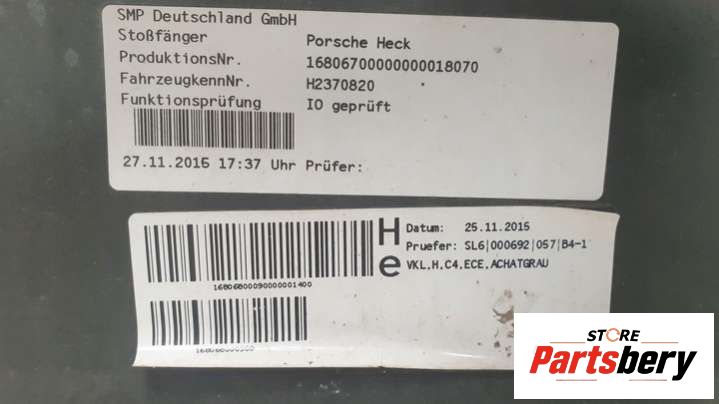 SMP Deutschland GmbH
Stoßfänger Porsche Heck
ProduktionsNr. 16806700000000018070
FahrzeugkennNr. H2370820
Funktionsprüfung IO geprüft
27.11.2015 17:37 Uhr Prüfer:
He
Datum: 25.11.2015
Pruefer: SL6|000692|057|B4-1
VKL.H.C4.ECE.ACHATGRAU
16806800090000001400
STORE
Partsbery